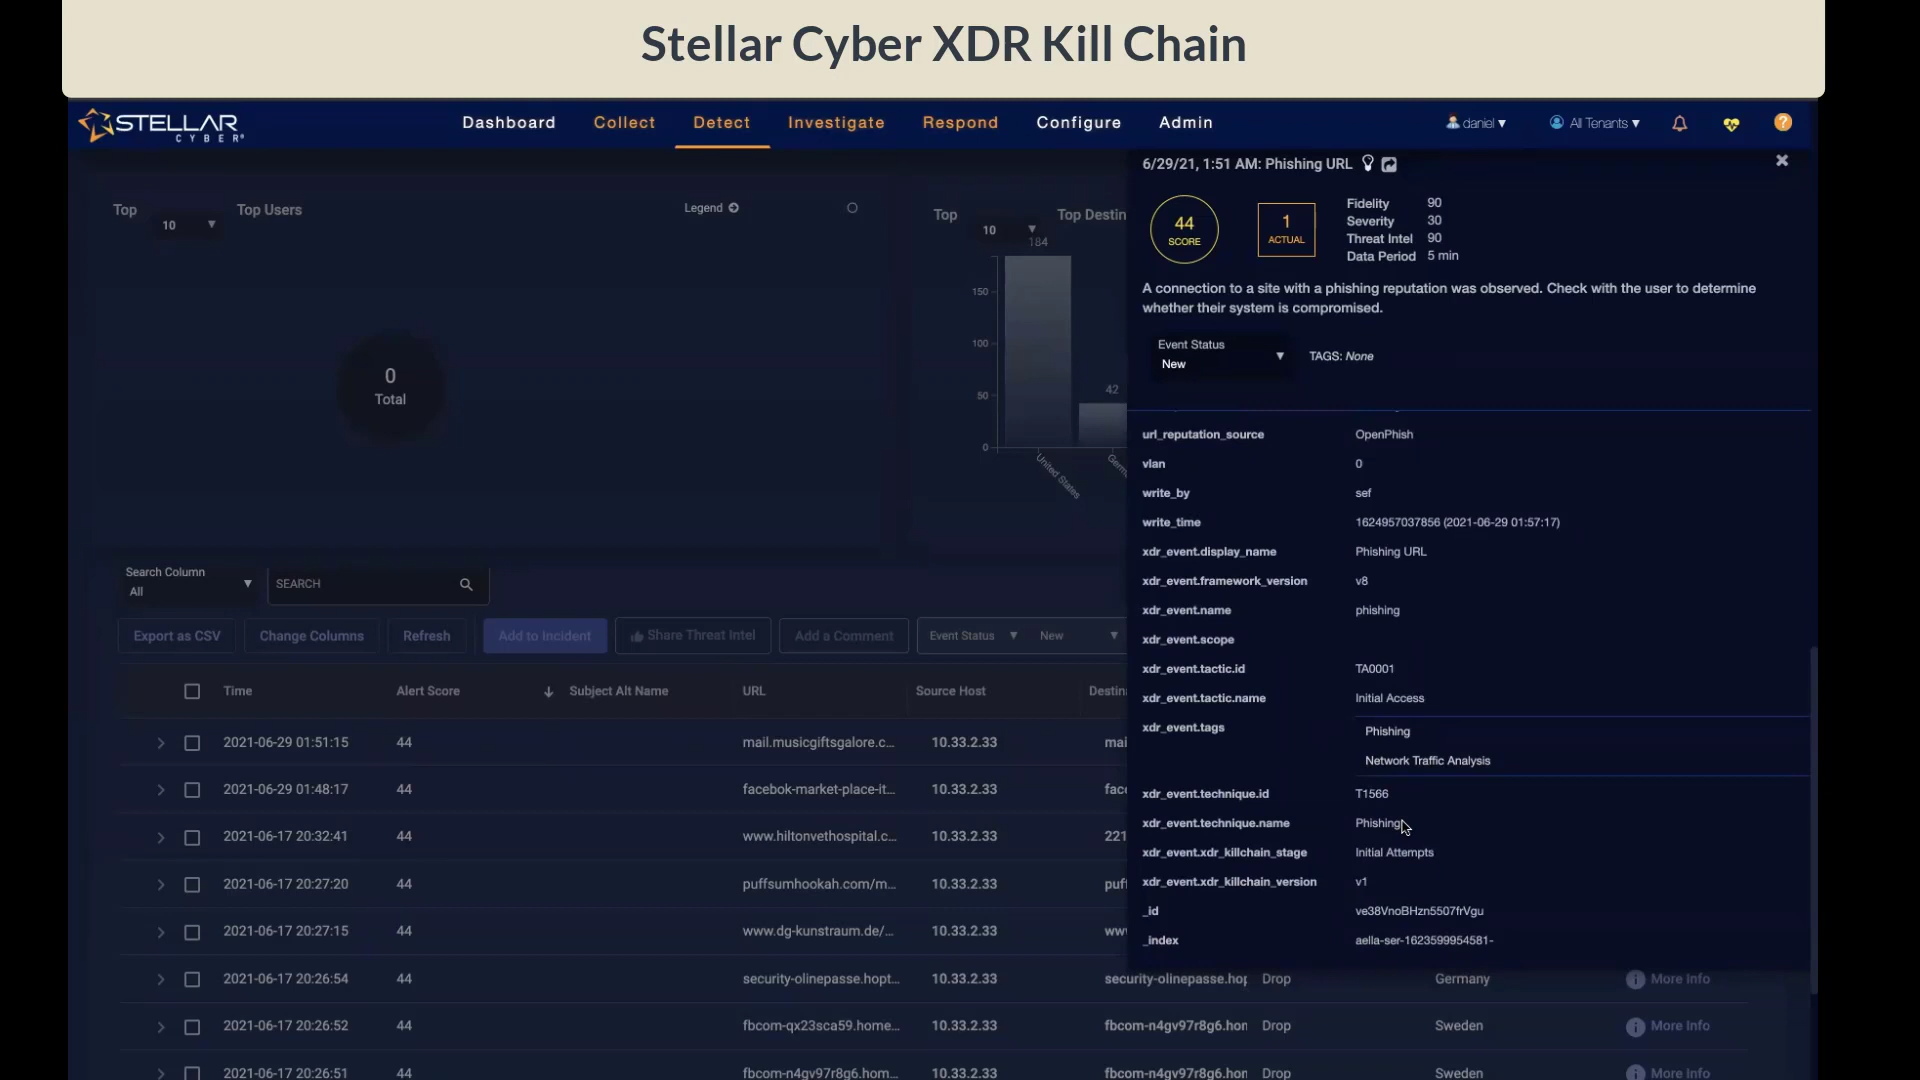 Stellar Cyber XDR Kill Chain
STELLAR
CYBER
Dashboard Collect Detect Investigate Respond Configure Admin
daniel All Tenants ?
Top 10 Top Users Legend
0
Total
Top 10 Top Destin
184
150
100
50
0
42
United States
Germ
6/29/21, 1:51 AM: Phishing URL
44
SCORE
1
ACTUAL
Fidelity 90
Severity 30
Threat Intel 90
Data Period 5 min
A connection to a site with a phishing reputation was observed. Check with the user to determine
whether their system is compromised.
Event Status
New
TAGS: None
url_reputation_source OpenPhish
vlan 0
write_by sef
write_time 1624957037856 (2021-06-29 01:57:17)
xdr_event.display_name Phishing URL
xdr_event.framework_version v8
xdr_event.name phishing
xdr_event.scope
xdr_event.tactic.id TA0001
xdr_event.tactic.name Initial Access
xdr_event.tags Phishing
Network Traffic Analysis
xdr_event.technique.id T1566
xdr_event.technique.name Phishing
xdr_event.xdr_killchain_stage Initial Attempts
xdr_event.xdr_killchain_version v1
_id ve38VnoBHzn5507frVgu
_index aella-ser-1623599954581-
Search Column
All
SEARCH
Export as CSV Change Columns Refresh Add to Incident Share Threat Intel Add a Comment Event Status New
Time Alert Score Subject Alt Name URL Source Host Destin
2021-06-29 01:51:15 44 mail.musicgiftsgalore.c... 10.33.2.33 mai
2021-06-29 01:48:17 44 facebok-market-place-it... 10.33.2.33 face
2021-06-17 20:32:41 44 www.hiltonvethospital.c... 10.33.2.33 221
2021-06-17 20:27:20 44 puffsumhookah.com/m... 10.33.2.33 puf
2021-06-17 20:27:15 44 www.dg-kunstraum.de/... 10.33.2.33 ww
2021-06-17 20:26:54 44 security-olinepasse.hopt... 10.33.2.33 security-olinepasse.hop Drop Germany More Info
2021-06-17 20:26:52 44 fbcom-qx23sca59.home... 10.33.2.33 fbcom-n4gv97r8g6.hon Drop Sweden More Info
2021-06-17 20:26:51 44 fbcom-n4gv97r8g6.hom... 10.33.2.33 fbcom-n4gv97r8g6.hon Drop Sweden More Info